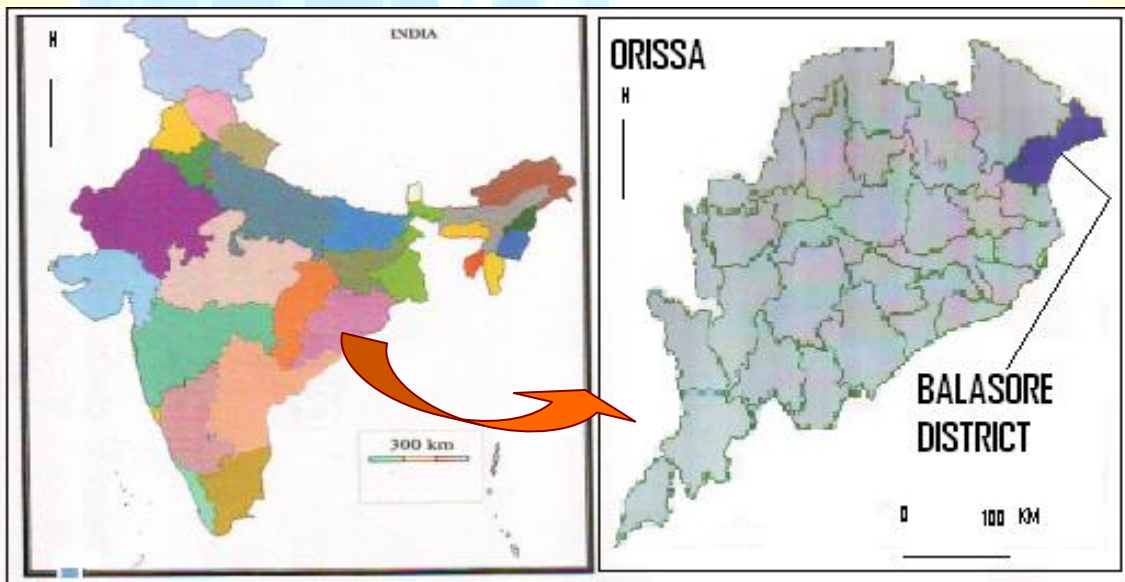 INDIA
N
300 km
ORISSA
N
BALASORE
DISTRICT
0 100 KM